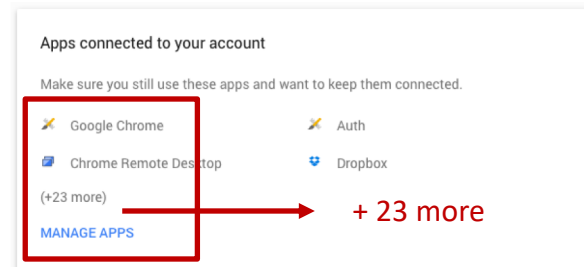 Apps connected to your account
Make sure you still use these apps and want to keep them connected.
Google Chrome Auth
Chrome Remote Desktop Dropbox
(+23 more)
+ 23 more
MANAGE APPS